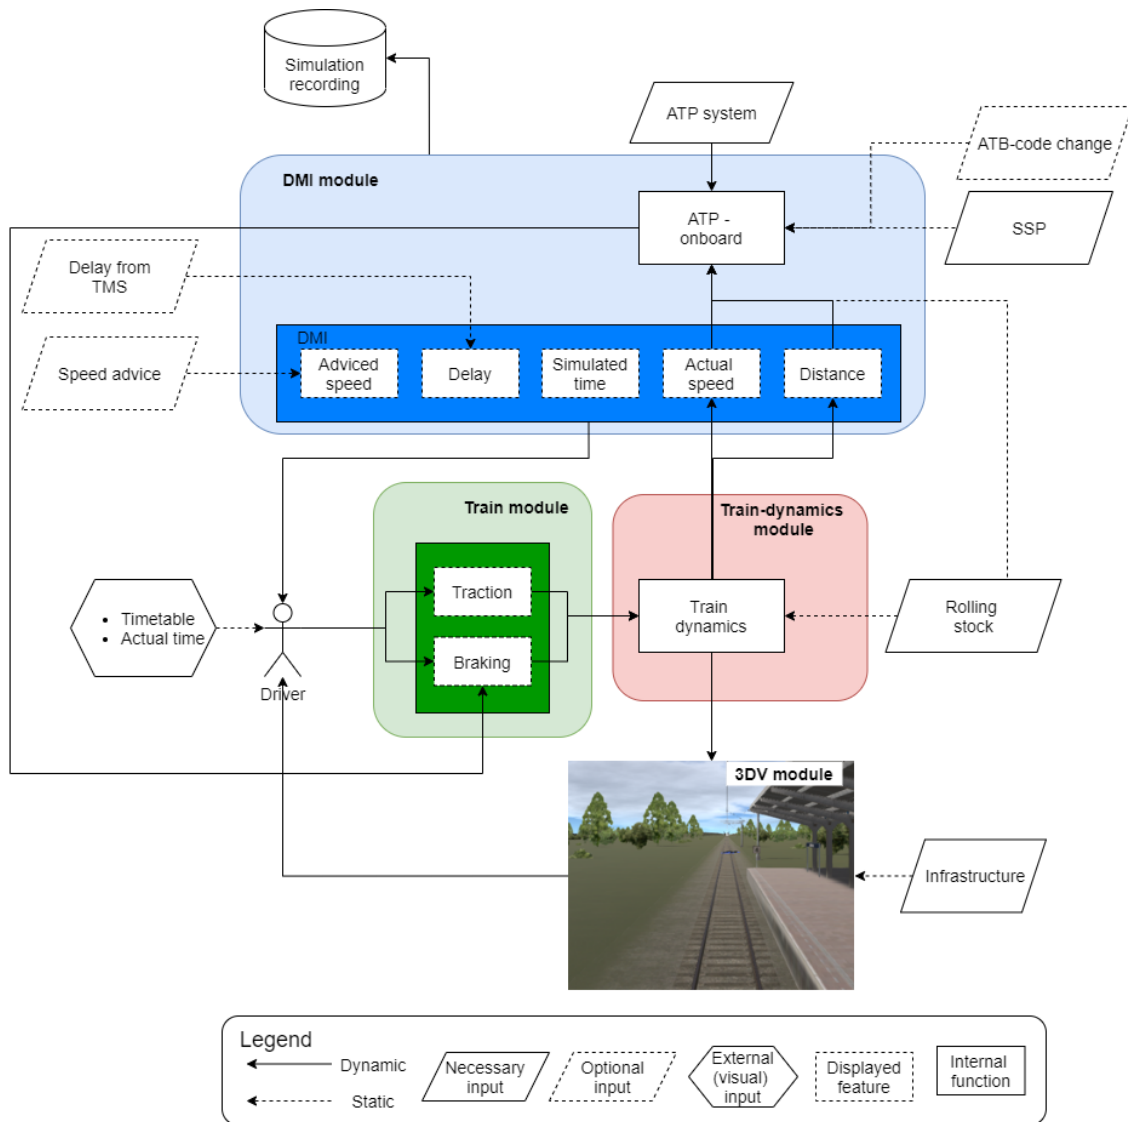 Simulation
recording
ATP system
ATB-code change
DMI module
ATP -
onboard
SSP
Delay from
TMS
DMI
Speed advice
Adviced
speed
Delay
Simulated
time
Actual
speed
Distance
Train module
Train-dynamics
module
Traction
Braking
Train
dynamics
Rolling
stock
• Timetable
• Actual time
Driver
3DV module
Infrastructure
Legend
Dynamic
Static
Necessary
input
Optional
input
External
(visual)
input
Displayed
feature
Internal
function